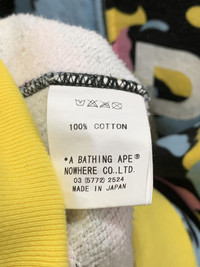 100% COTTON
*A BATHING APE®
NOWHERE CO.,LTD.
03 (5772) 2524
MADE IN JAPAN